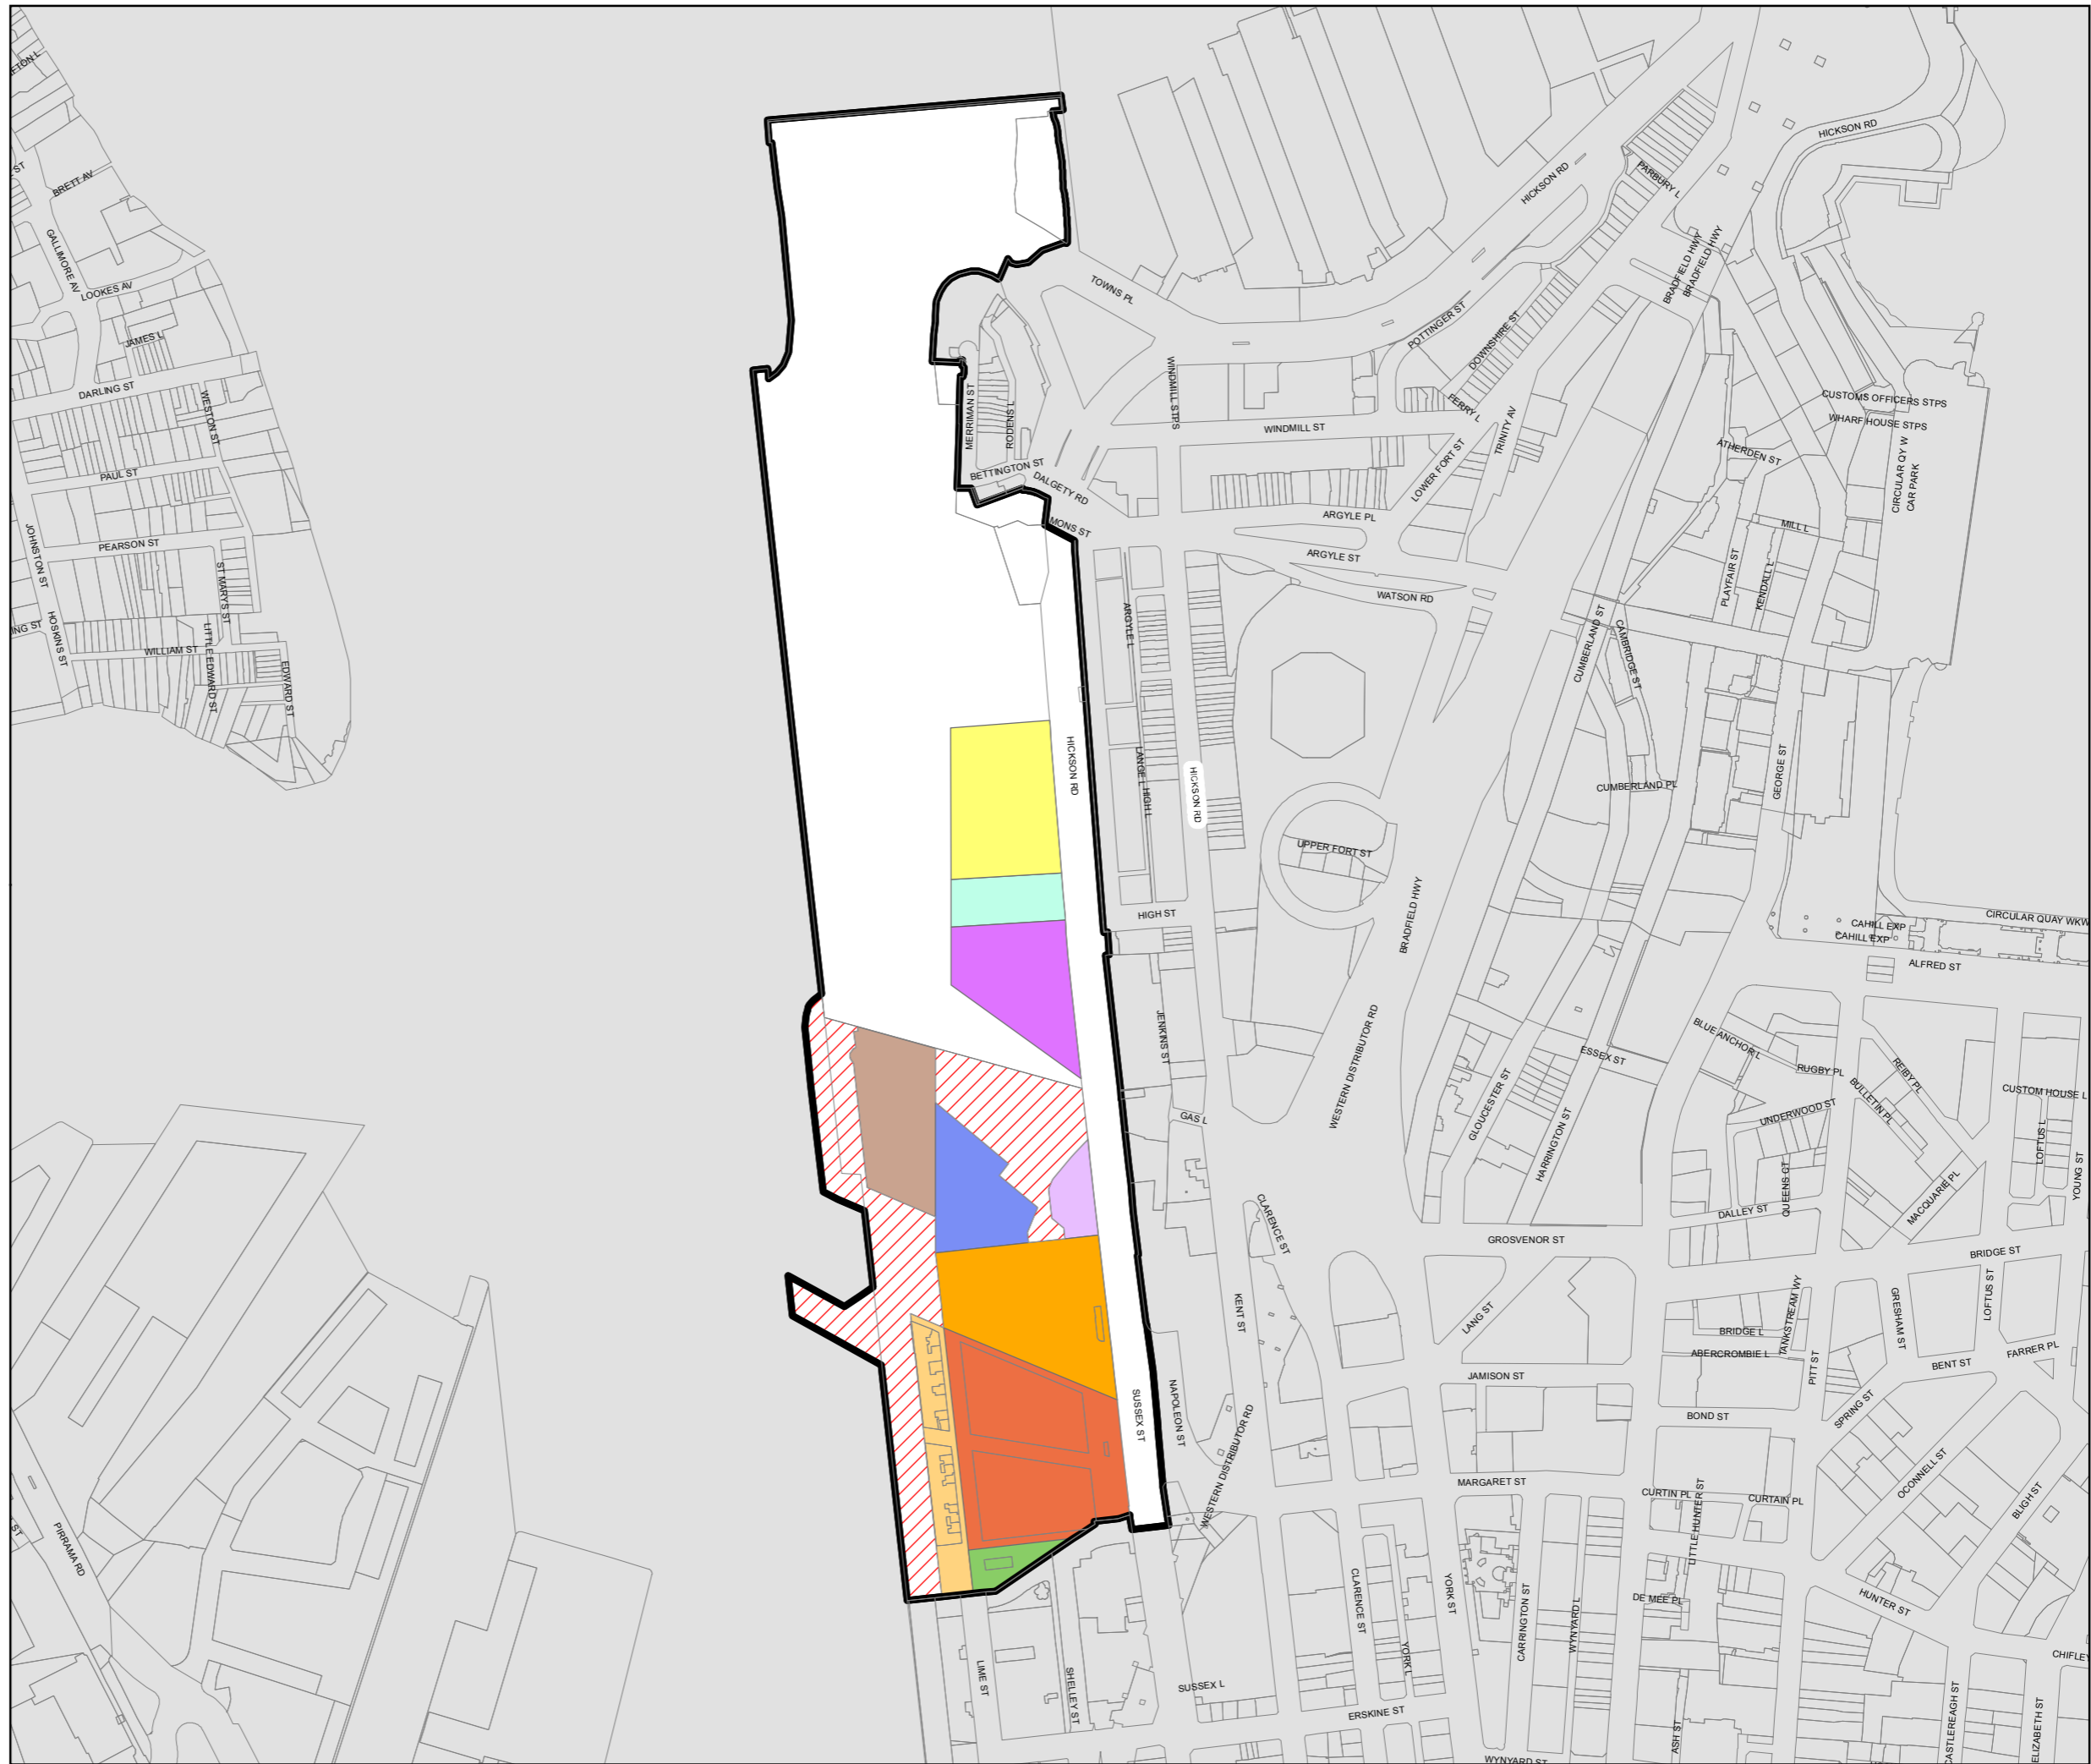 HICKSON RD
PARBURY L
HICKSON RD
BRETT AV
GALLIMORE AV
LOOKES AV
JAMES L
DARLING ST
WESTON ST
PAUL ST
JOHNSTON ST
PEARSON ST
ST MARYS ST
HOSKINS ST
WILLIAM ST
LITTLE EDWARD ST
EDWARD ST
TOWNS PL
BRADFIELD HWY
BRADFIELD HWY
POTTINGER ST
DOWNSHIRE ST
WINDMILL STPS
FERRY L
MERRIMAN ST
RODENS L
WINDMILL ST
TRINITY AV
LOWER FORT ST
BETTINGTON ST
DALGETY RD
MONS ST
ARGYLE PL
ARGYLE ST
WATSON RD
CUSTOMS OFFICERS STPS
WHARF HOUSE STPS
ATHERDEN ST
CIRCULAR QY W
CAR PARK
MILL L
PLAYFAIR ST
KENDALL L
CUMBERLAND ST
CAMBRIDGE ST
ARGYLE L
HICKSON RD
LANGE L
HIGH L
HICKSON RD
GEORGE ST
CUMBERLAND PL
UPPER FORT ST
BRADFIELD HWY
HIGH ST
CIRCULAR QUAY WKW
CAHILL EXP
CAHILL EXP
ALFRED ST
JENKINS ST
WESTERN DISTRIBUTOR RD
BLUE ANCHOR L
ESSEX ST
RUGBY PL
REIBY PL
BULLETIN PL
UNDERWOOD ST
CUSTOM HOUSE L
LOFTUS L
YOUNG ST
GAS L
GLOUCESTER ST
HARRINGTON ST
QUEENS CT
MACQUARIE PL
DALLEY ST
CLARENCE ST
GROSVENOR ST
BRIDGE ST
KENT ST
LANG ST
TANKSTREAM WY
BRIDGE L
ABERCROMBIE L
GRESHAM ST
LOFTUS ST
FARRER PL
BENT ST
PITT ST
JAMISON ST
SUSSEX ST
NAPOLEON ST
BOND ST
SPRING ST
WESTERN DISTRIBUTOR RD
MARGARET ST
OCONNELL ST
CURTIN PL
CURTAIN PL
LITTLE HUNTER ST
BLIGH ST
PIRRAMA RD
CLARENCE ST
YORK ST
CARRINGTON ST
WYNYARD L
DE MEE PL
HUNTER ST
YORK L
LIME ST
SHELLEY ST
SUSSEX L
ERSKINE ST
ASH ST
CASTLEREAGH ST
ELIZABETH ST
CHIFLEY
WYNYARD ST